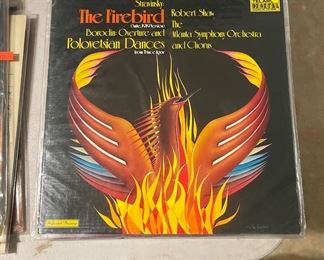 Stravinsky:
The Firebird
(Suite, 1919 version)
Borodin: Overture and
Polovetsian Dances
from Prince Igor
Robert Shaw
The
Atlanta Symphony Orchestra
and Chorus
DIGITAL